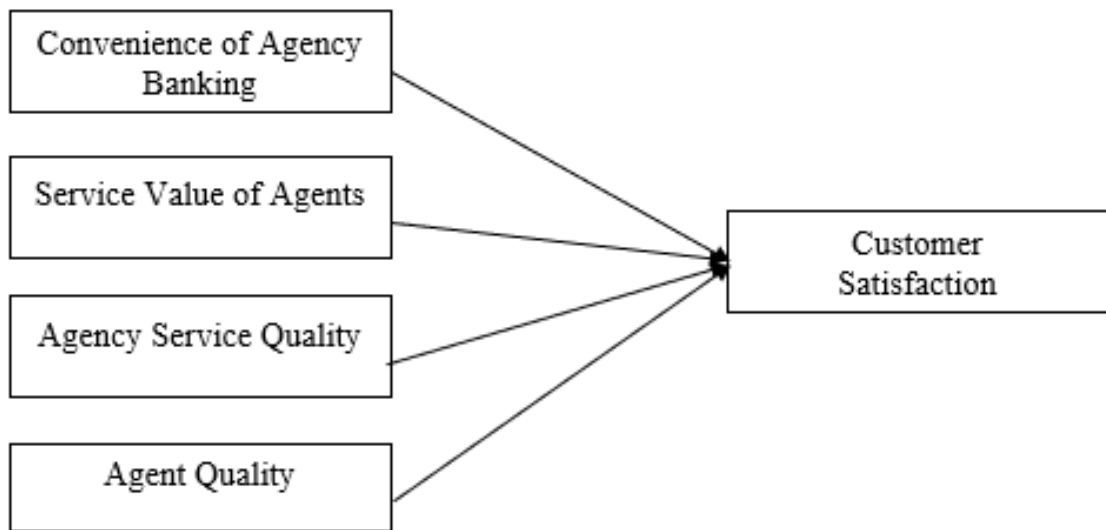 Convenience of Agency
Banking
Service Value of Agents
Customer
Satisfaction
Agency Service Quality
Agent Quality